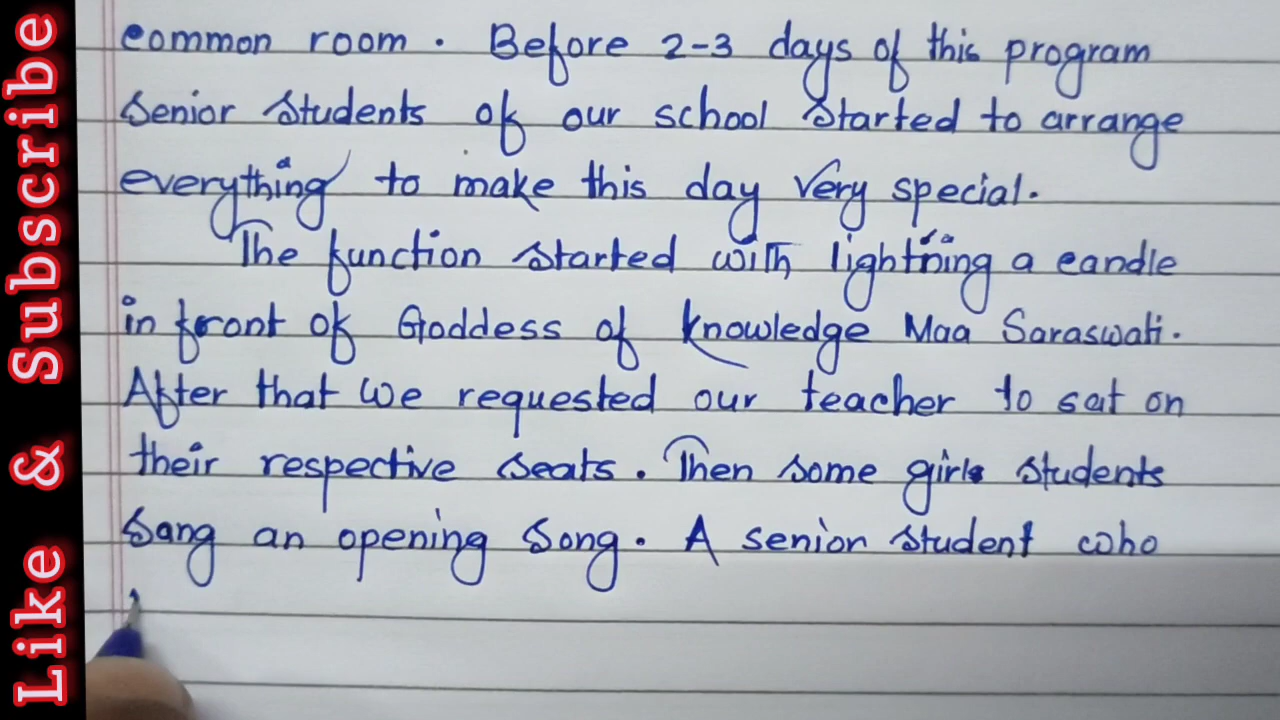 Like & Subscribe
common room. Before 2-3 days of this program
senior students of our school started to arrange
everything to make this day very special.
The function started with lightning a candle
in front of Goddess of knowledge Maa Saraswati.
After that we requested our teacher to sat on
their respective seats. Then some girls students
sang an opening song. A senior student who